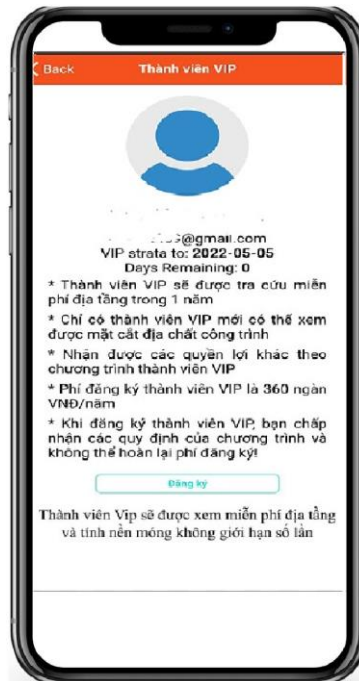 Back Thành viên VIP
@gmail.com
VIP strata to: 2022-05-05
Days Remaining: 0
* Thành viên VIP sẽ được tra cứu miễn
phí địa tầng trong 1 năm
* Chỉ có thành viên VIP mới có thể xem
được mặt cắt địa chất công trình
* Nhận được các quyền lợi khác theo
chương trình thành viên VIP
* Phí đăng ký thành viên VIP là 360 ngàn
VNĐ/năm
* Khi đăng ký thành viên VIP, bạn chấp
nhận các quy định của chương trình và
không thể hoàn lại phí đăng ký!
Đăng ký
Thành viên Vip sẽ được xem miễn phí địa tầng
và tính nền móng không giới hạn số lần